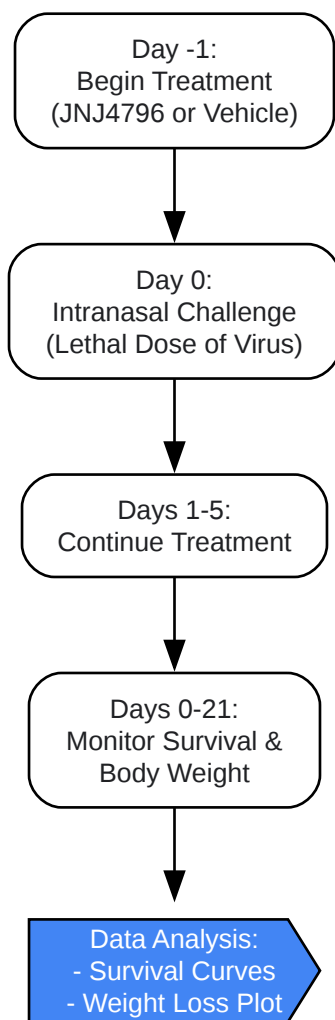 Day -1:
Begin Treatment
(JNJ4796 or Vehicle)
Day 0:
Intranasal Challenge
(Lethal Dose of Virus)
Days 1-5:
Continue Treatment
Days 0-21:
Monitor Survival &
Body Weight
Data Analysis:
- Survival Curves
- Weight Loss Plot